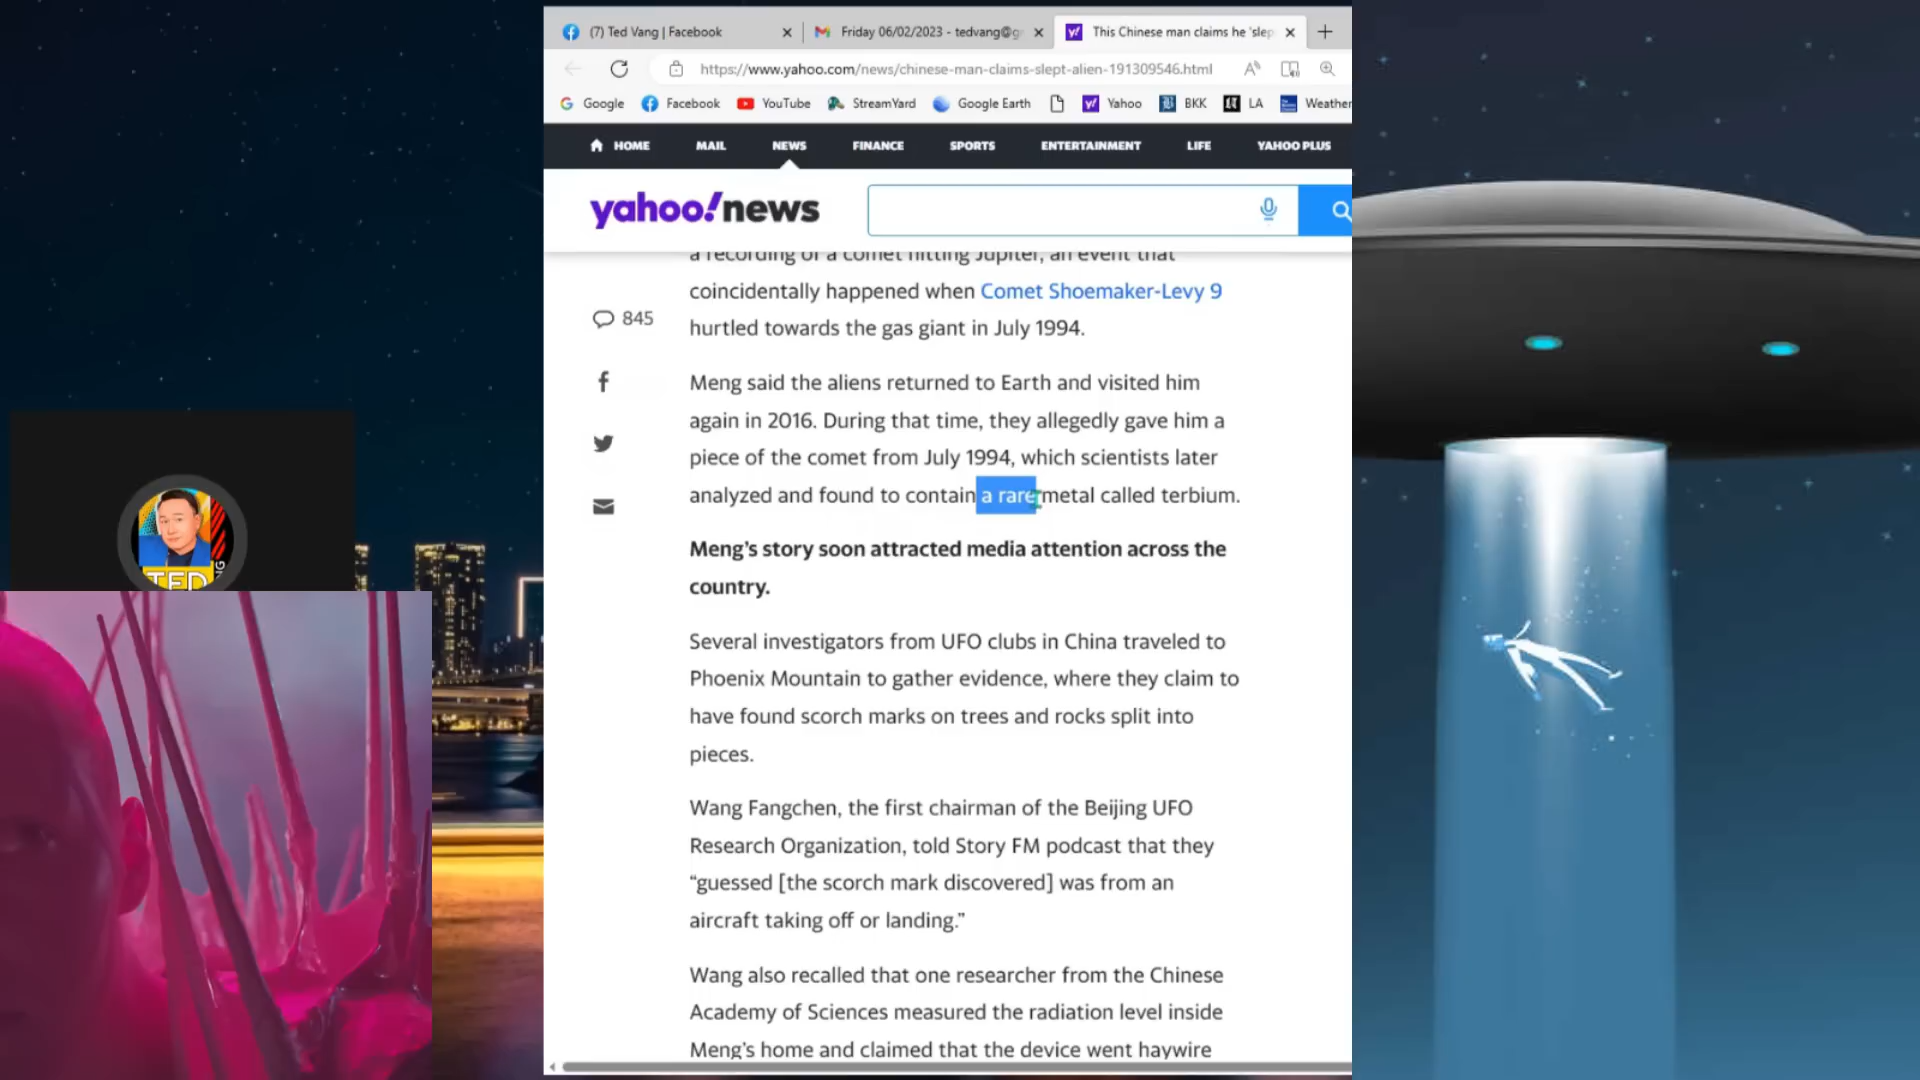 (7) Ted Vang | Facebook
Friday 06/02/2023 - tedvang@g
This Chinese man claims he 'slep
https://www.yahoo.com/news/chinese-man-claims-slept-alien-191309546.html
Google Facebook YouTube StreamYard Google Earth Yahoo BKK LA Weather
HOME MAIL NEWS FINANCE SPORTS ENTERTAINMENT LIFE YAHOO PLUS
yahoo!news
a recording of a comet hitting Jupiter, an event that
coincidentally happened when Comet Shoemaker-Levy 9
hurtled towards the gas giant in July 1994.
845
Meng said the aliens returned to Earth and visited him
again in 2016. During that time, they allegedly gave him a
piece of the comet from July 1994, which scientists later
analyzed and found to contain a rare metal called terbium.
Meng’s story soon attracted media attention across the
country.
Several investigators from UFO clubs in China traveled to
Phoenix Mountain to gather evidence, where they claim to
have found scorch marks on trees and rocks split into
pieces.
Wang Fangchen, the first chairman of the Beijing UFO
Research Organization, told Story FM podcast that they
“guessed [the scorch mark discovered] was from an
aircraft taking off or landing.”
Wang also recalled that one researcher from the Chinese
Academy of Sciences measured the radiation level inside
Meng’s home and claimed that the device went haywire
TED